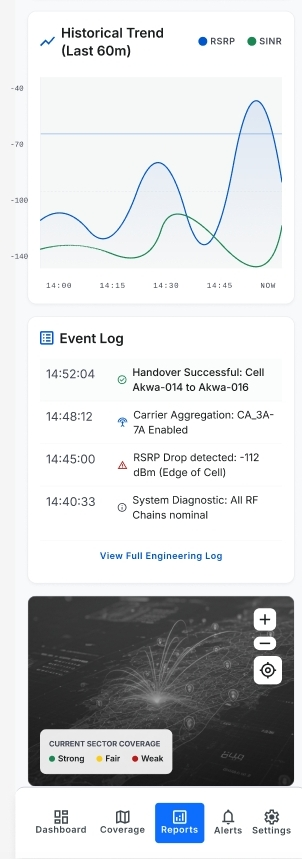 Historical Trend
(Last 60m)
RSRP
SINR
-40
-70
-100
-140
14:00 14:15 14:30 14:45 NOW
Event Log
14:52:04
Handover Successful: Cell
Akwa-014 to Akwa-016
14:48:12
Carrier Aggregation: CA_3A-
7A Enabled
14:45:00
RSRP Drop detected: -112
dBm (Edge of Cell)
14:40:33
System Diagnostic: All RF
Chains nominal
View Full Engineering Log
CURRENT SECTOR COVERAGE
Strong Fair Weak
Dashboard Coverage Reports Alerts Settings